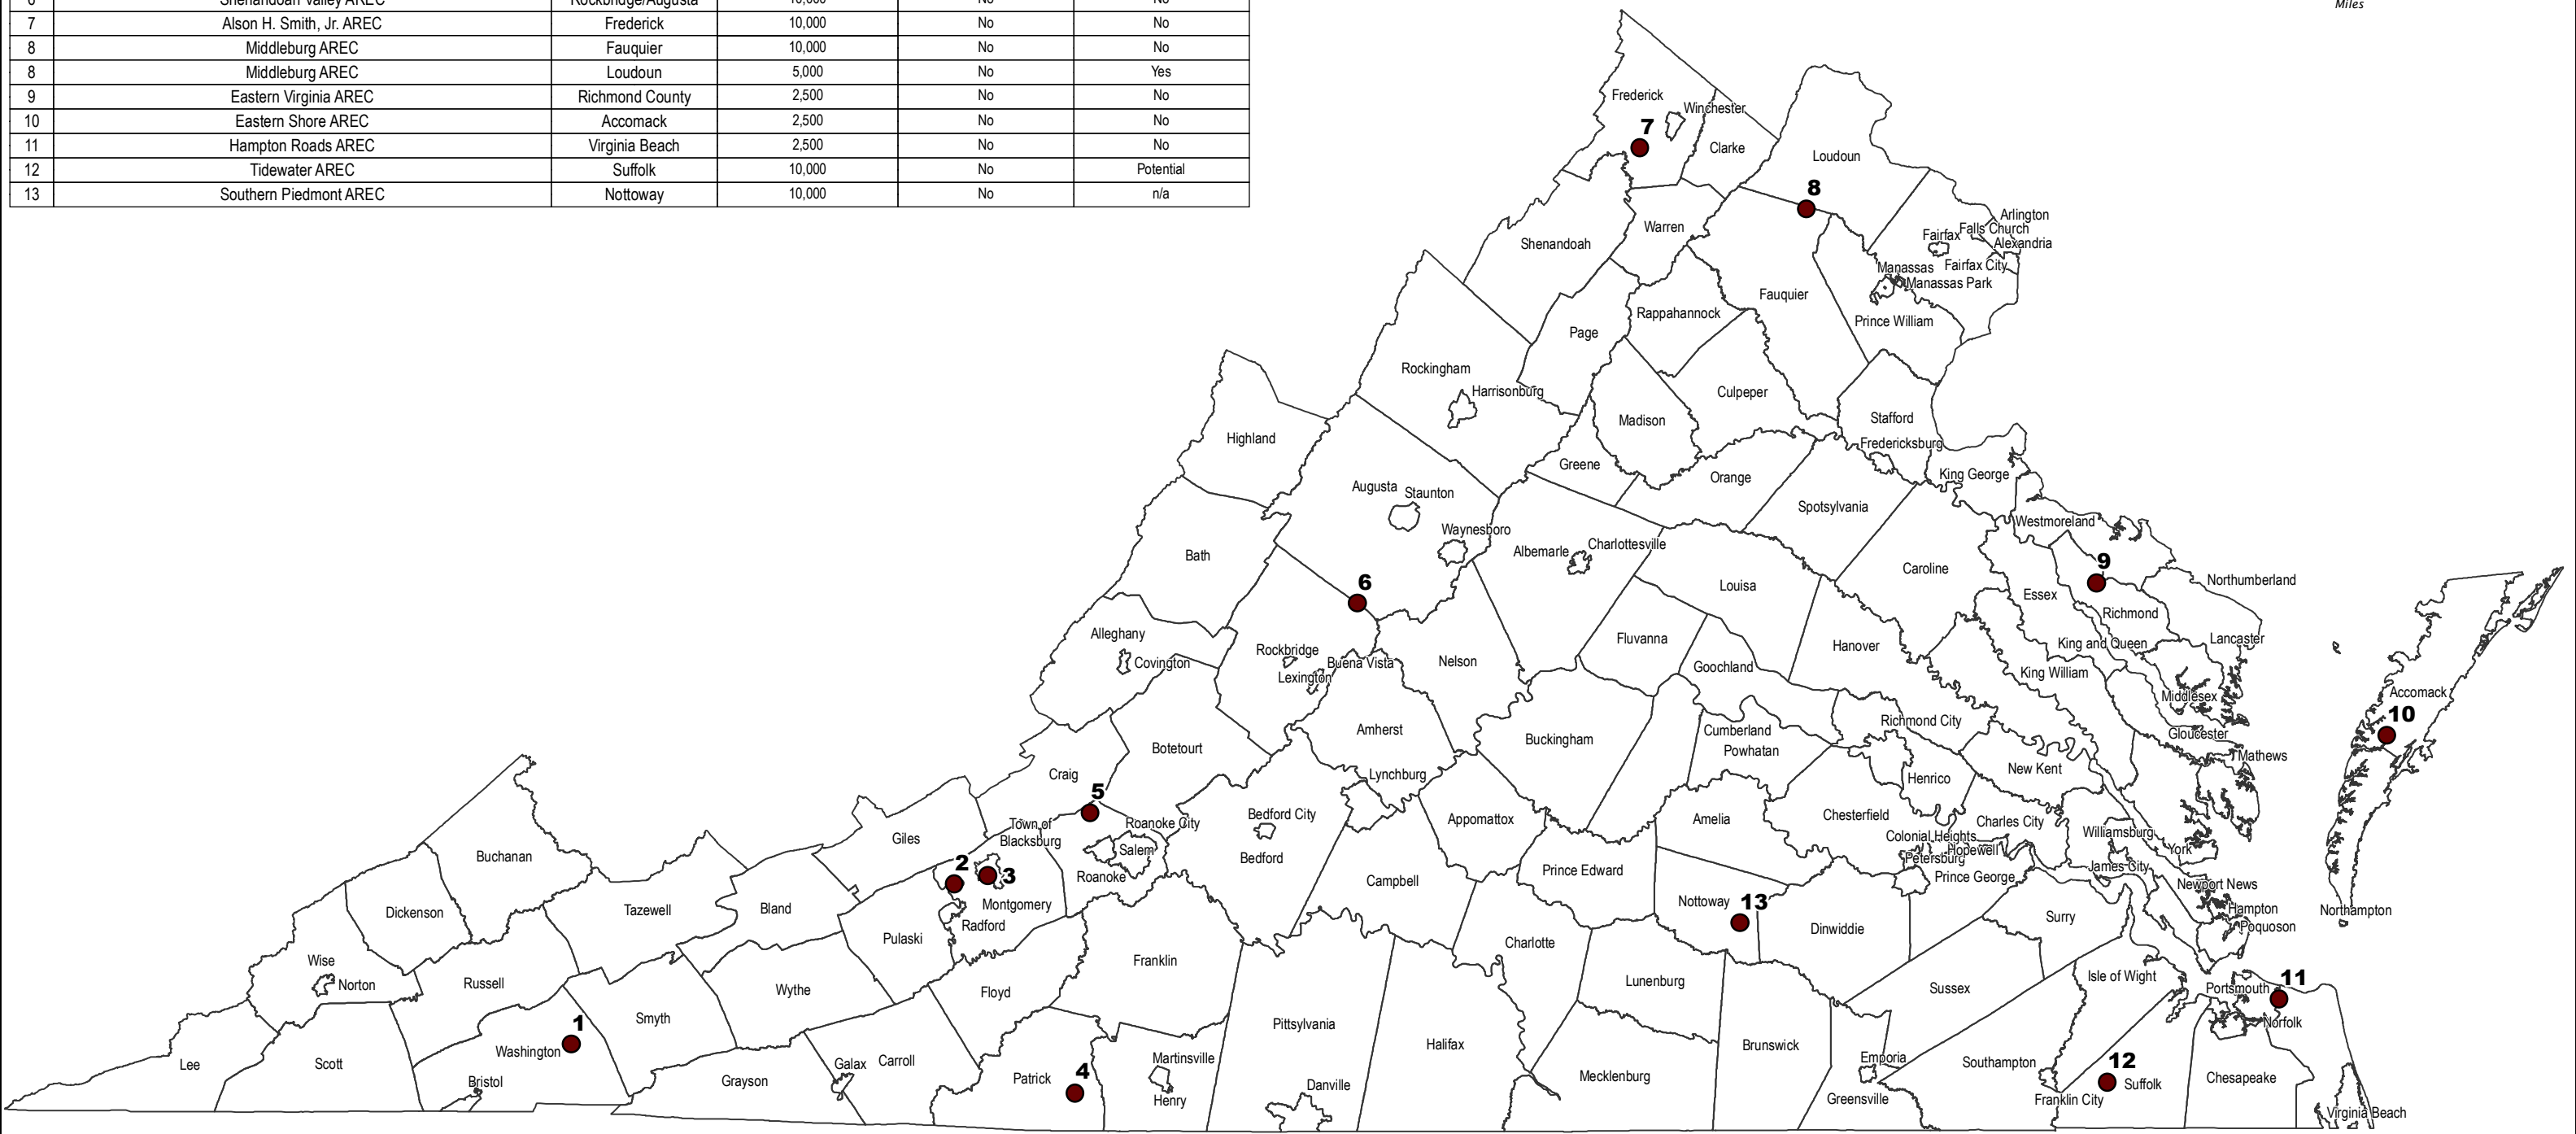 6 Shenandoah Valley AREC Rockbridge/Augusta 10,000 No No
7 Alson H. Smith, Jr. AREC Frederick 10,000 No No
8 Middleburg AREC Fauquier 10,000 No No
8 Middleburg AREC Loudoun 5,000 No Yes
9 Eastern Virginia AREC Richmond County 2,500 No No
10 Eastern Shore AREC Accomack 2,500 No No
11 Hampton Roads AREC Virginia Beach 2,500 No No
12 Tidewater AREC Suffolk 10,000 No Potential
13 Southern Piedmont AREC Nottoway 10,000 No n/a
Miles
Frederick
Winchester
7
Clarke
Loudoun
8
Arlington
Falls Church
Fairfax
Alexandria
Warren
Shenandoah
Fairfax City
Manassas
Manassas Park
Fauquier
Rappahannock
Prince William
Page
Rockingham
Harrisonburg
Culpeper
Madison
Stafford
Highland
Fredericksburg
Greene
King George
Orange
Augusta
Staunton
Spotsylvania
Westmoreland
Waynesboro
Albemarle
Charlottesville
Bath
9
Caroline
Northumberland
6
Louisa
Essex
Richmond
Alleghany
Fluvanna
Lancaster
Hanover
King and Queen
Rockbridge
Covington
Buena Vista
Nelson
Goochland
King William
Lexington
Accomack
Middlesex
10
Richmond City
Amherst
Cumberland
Gloucester
Buckingham
Botetourt
Powhatan
Mathews
Craig
Lynchburg
New Kent
Henrico
5
Bedford City
Chesterfield
Appomattox
Amelia
Roanoke City
Town of
Blacksburg
Charles City
Williamsburg
Giles
Colonial Heights
Hopewell
York
Salem
Buchanan
Bedford
Petersburg
James City
2
3
Prince Edward
Roanoke
Prince George
Campbell
Newport News
Montgomery
Nottoway
13
Dickenson
Tazewell
Bland
Hampton
Northampton
Surry
Radford
Poquoson
Dinwiddie
Pulaski
Charlotte
Wise
Franklin
Isle of Wight
11
Norton
Russell
Lunenburg
Wythe
Floyd
Sussex
Portsmouth
Smyth
1
Pittsylvania
Norfolk
Washington
Halifax
Brunswick
Lee
Scott
Galax
Carroll
Martinsville
Emporia
Southampton
12
Bristol
Grayson
Patrick
4
Danville
Mecklenburg
Suffolk
Chesapeake
Henry
Greensville
Franklin City
Virginia Beach